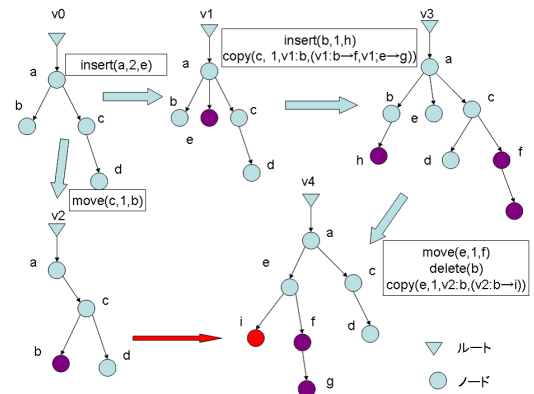 v0
a
b
c
d
insert(a,2,e)
v1
a
b
e
c
d
insert(b,1,h)
copy(c, 1,v1:b,(v1:b→f,v1;e→g))
v3
a
b
e
c
h
d
f
move(c,1,b)
v2
a
c
b
d
v4
a
e
c
i
f
d
g
move(e,1,f)
delete(b)
copy(e,1,v2:b,(v2:b→i))
ルート
ノード